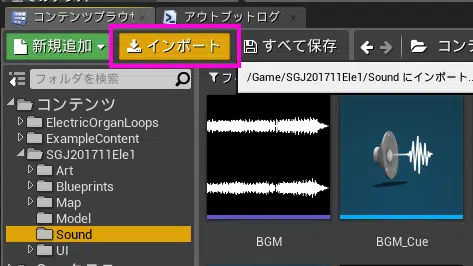 コンテンツブラウザ
アウトプットログ
新規追加
インポート
すべて保存
コン
フォルダを検索
フィ
/Game/SGJ201711Ele1/Sound にインポート...
コンテンツ
ElectricOrganLoops
ExampleContent
SGJ201711Ele1
Art
Blueprints
Map
Model
Sound
UI
BGM
BGM_Cue